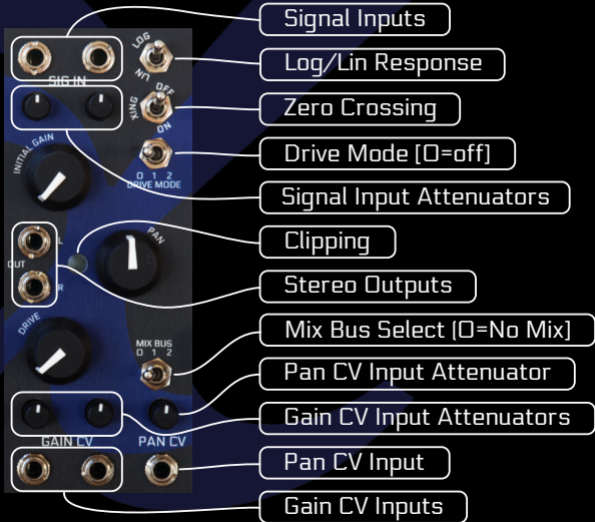 Signal Inputs
LOG
LIN
Log/Lin Response
SIG IN
OFF
XING
ON
Zero Crossing
INITIAL GAIN
0 1 2
DRIVE MODE
Drive Mode [0=off]
Signal Input Attenuators
PAN
Clipping
L
OUT
R
Stereo Outputs
DRIVE
MIX BUS
0 1 2
Mix Bus Select [0=No Mix]
Pan CV Input Attenuator
Gain CV Input Attenuators
GAIN CV
PAN CV
Pan CV Input
Gain CV Inputs